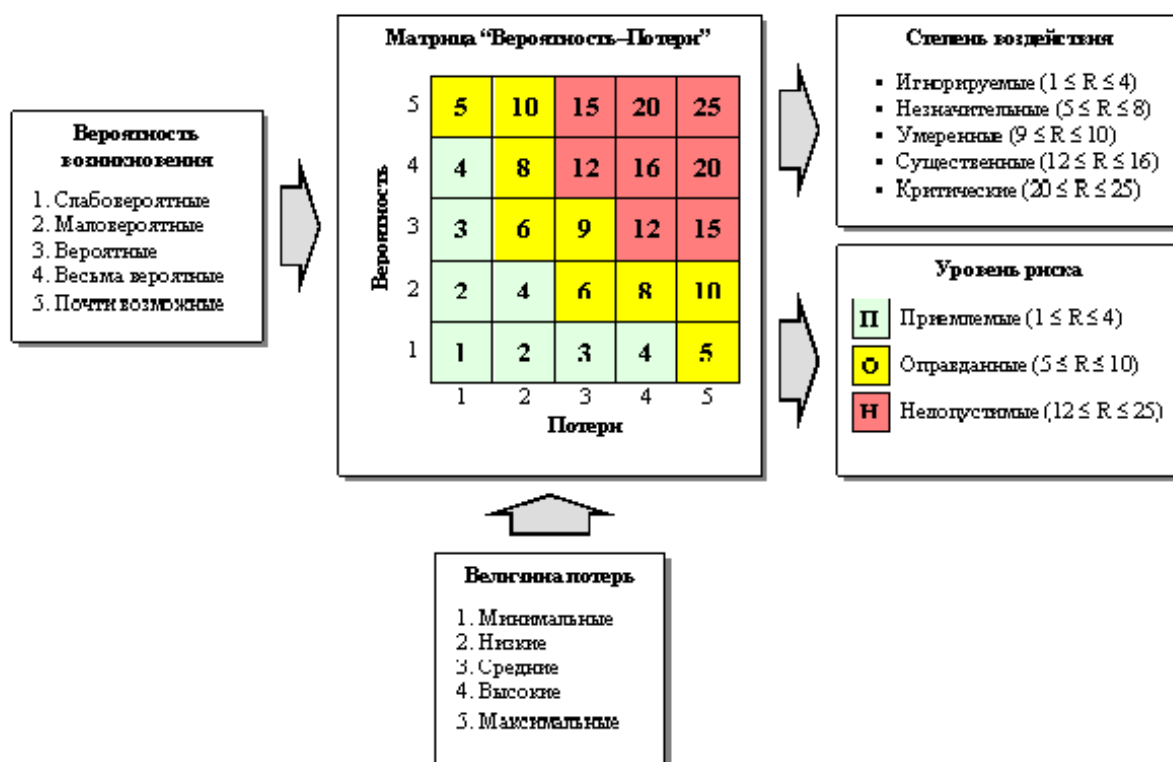 Вероятность
возникновения
1. Слабовероятные
2. Маловероятные
3. Вероятные
4. Весьма вероятные
5. Почти возможные
Матрица “Вероятность–Потери”
Вероятность
5 5 10 15 20 25
4 4 8 12 16 20
3 3 6 9 12 15
2 2 4 6 8 10
1 1 2 3 4 5
1 2 3 4 5
Потери
Степень воздействия
▪ Игнорируемые (1 ≤ R ≤ 4)
▪ Незначительные (5 ≤ R ≤ 8)
▪ Умеренные (9 ≤ R ≤ 10)
▪ Существенные (12 ≤ R ≤ 16)
▪ Критические (20 ≤ R ≤ 25)
Уровень риска
П Приемлемые (1 ≤ R ≤ 4)
О Оправданные (5 ≤ R ≤ 10)
Н Недопустимые (12 ≤ R ≤ 25)
Величина потерь
1. Минимальные
2. Низкие
3. Средние
4. Высокие
5. Максимальные